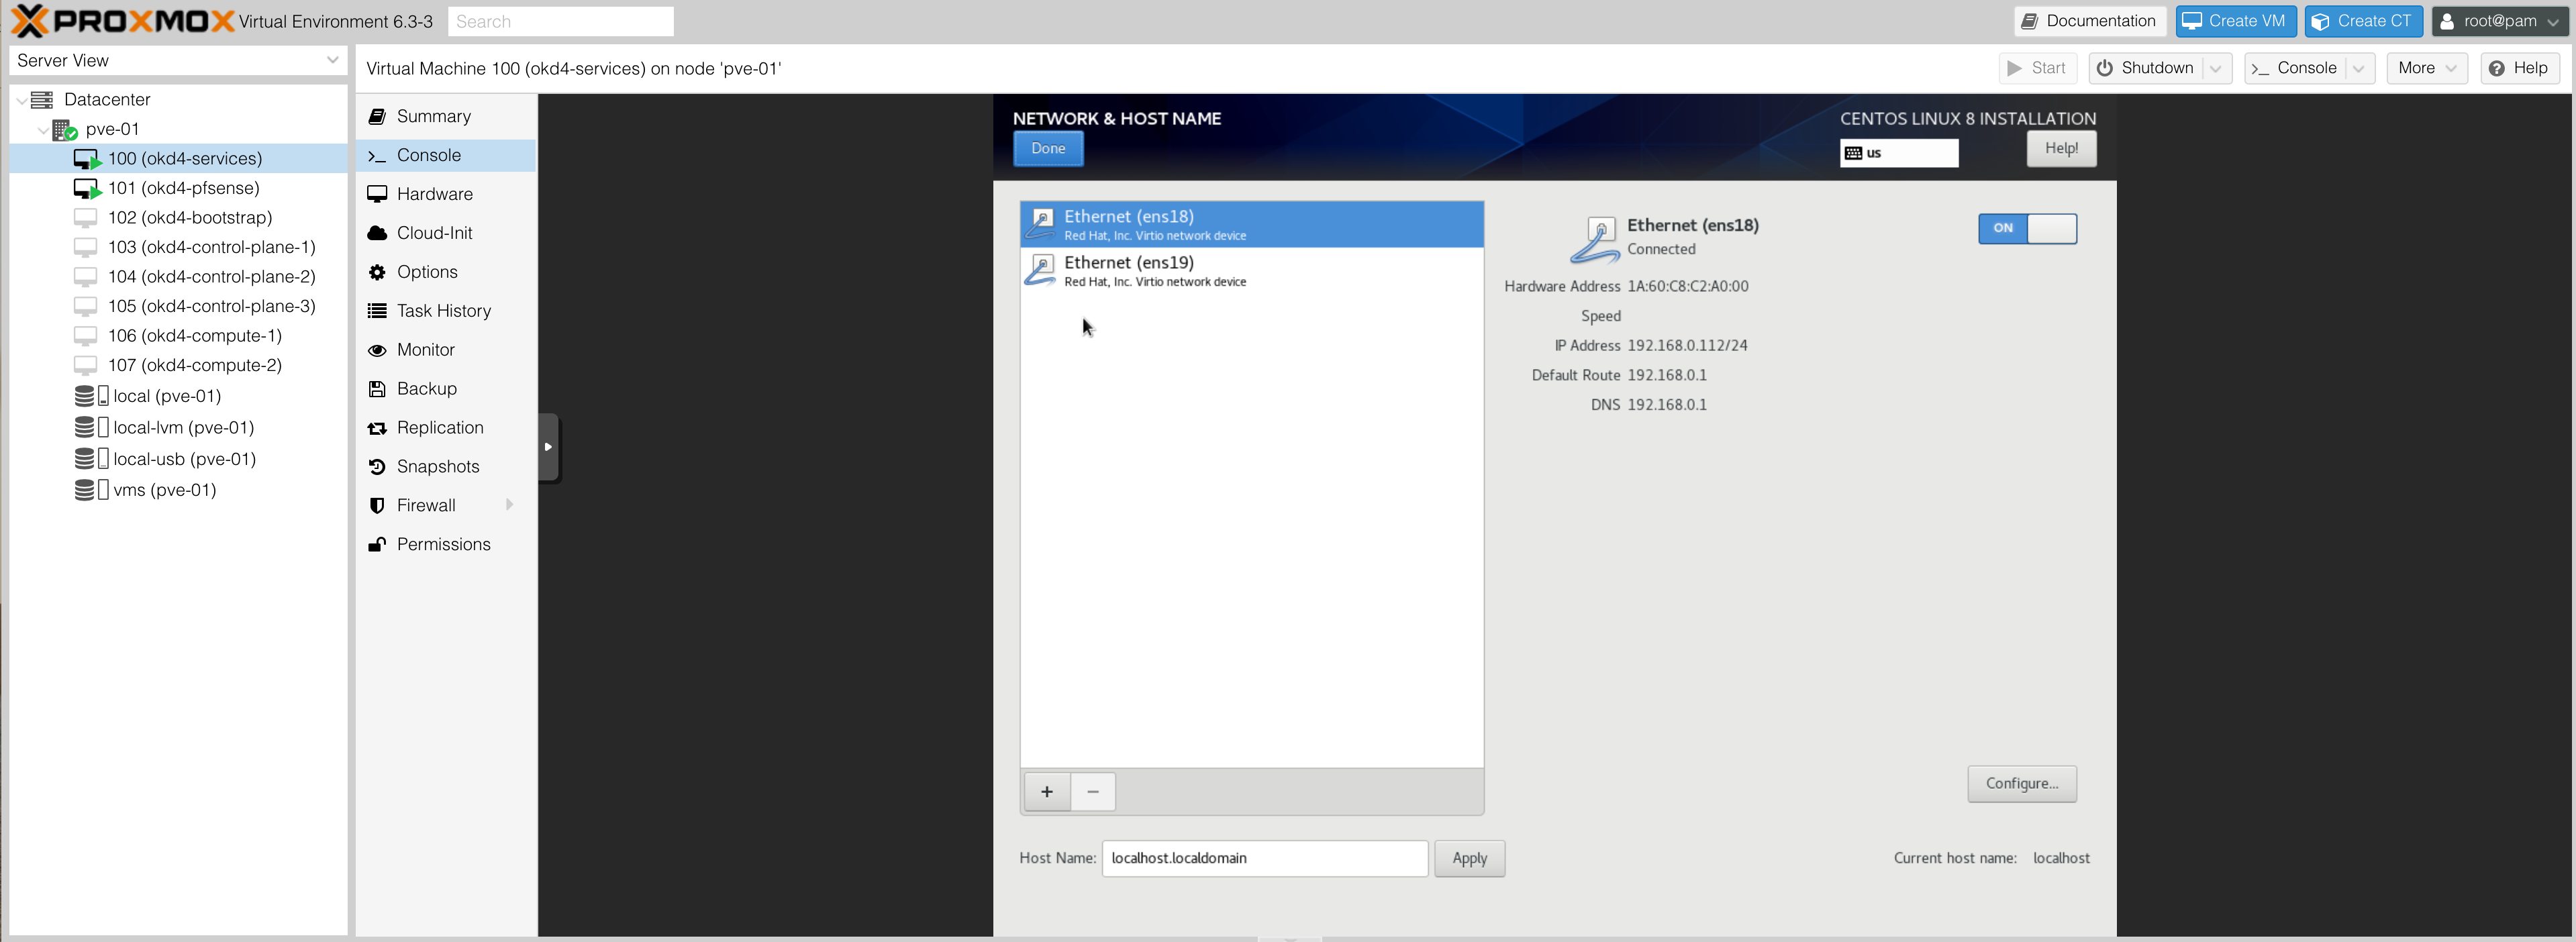 PROXMOX Virtual Environment 6.3-3 Search Documentation Create VM Create CT root@pam
Server View
Virtual Machine 100 (okd4-services) on node 'pve-01' Start Shutdown Console More Help
Datacenter
pve-01
100 (okd4-services)
101 (okd4-pfsense)
102 (okd4-bootstrap)
103 (okd4-control-plane-1)
104 (okd4-control-plane-2)
105 (okd4-control-plane-3)
106 (okd4-compute-1)
107 (okd4-compute-2)
local (pve-01)
local-lvm (pve-01)
local-usb (pve-01)
vms (pve-01)
Summary
Console
Hardware
Cloud-Init
Options
Task History
Monitor
Backup
Replication
Snapshots
Firewall
Permissions
NETWORK & HOST NAME
Done
CENTOS LINUX 8 INSTALLATION
us
Help!
Ethernet (ens18)
Red Hat, Inc. Virtio network device
Ethernet (ens19)
Red Hat, Inc. Virtio network device
Ethernet (ens18)
Connected
ON
Hardware Address 1A:60:C8:C2:A0:00
Speed
IP Address 192.168.0.112/24
Default Route 192.168.0.1
DNS 192.168.0.1
+ −
Configure...
Host Name: localhost.localdomain Apply
Current host name: localhost